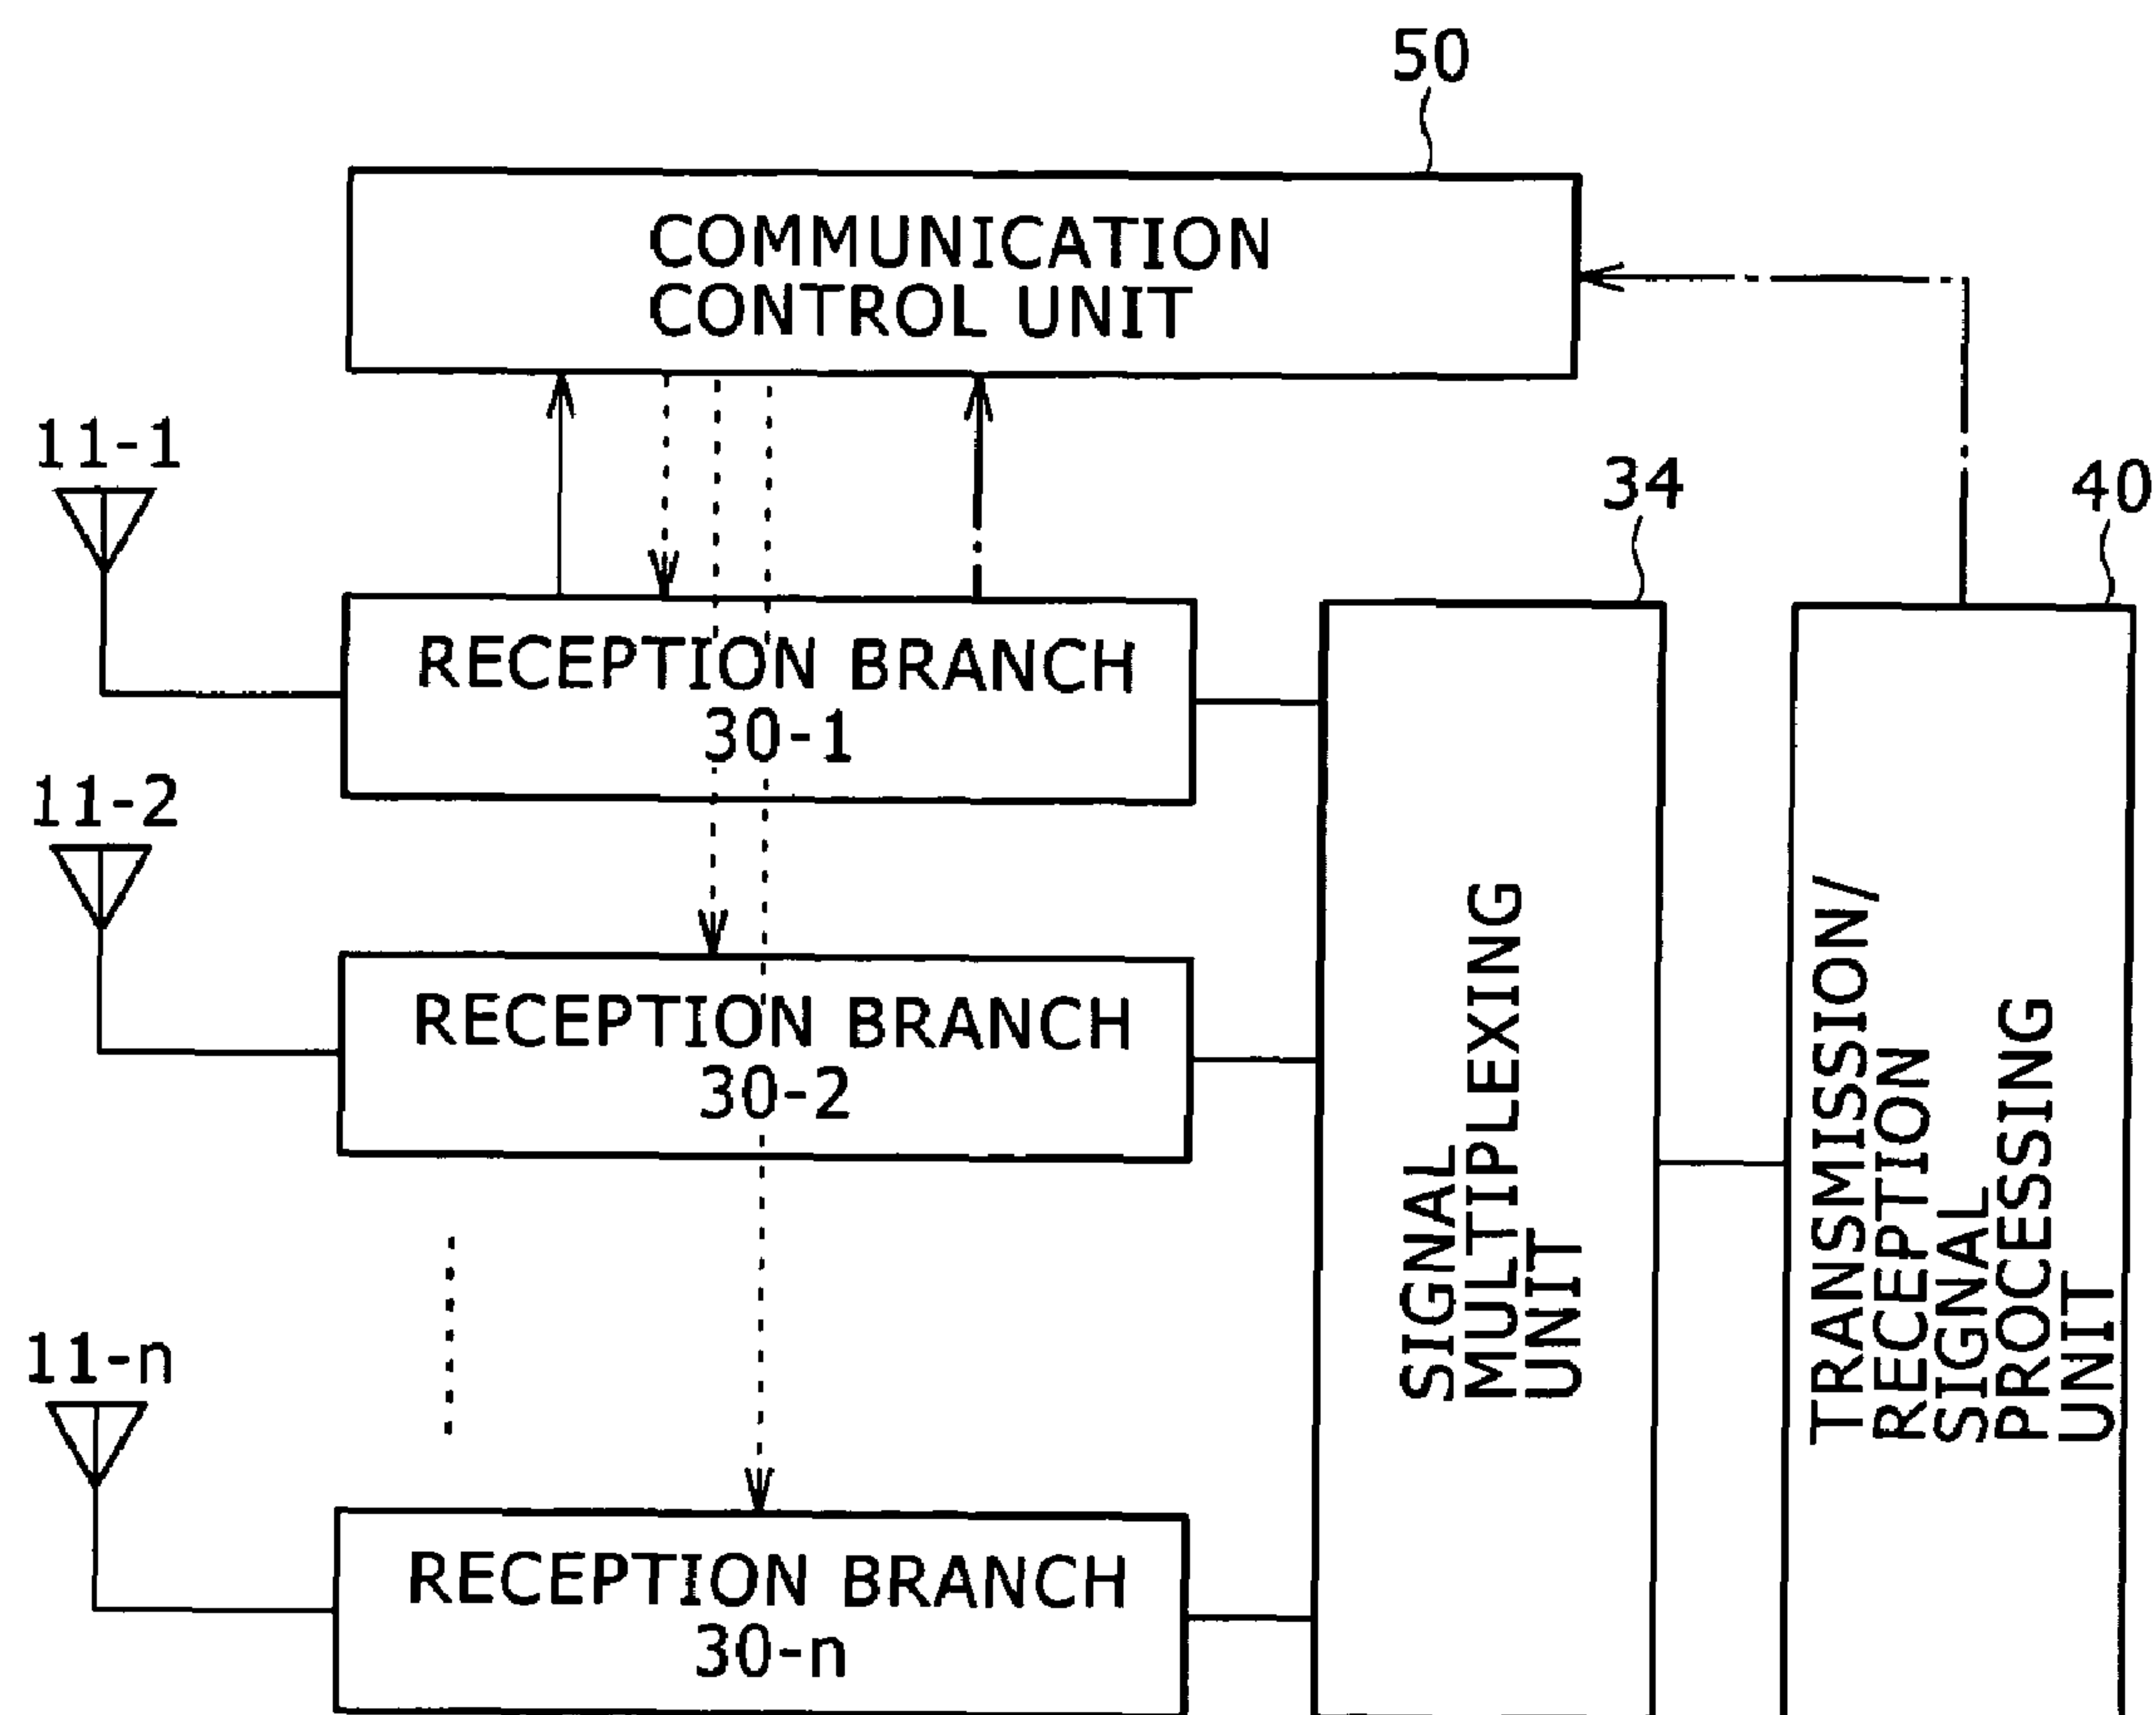 50
COMMUNICATION
CONTROL UNIT
11-1
34
40
RECEPTION BRANCH
30-1
11-2
RECEPTION BRANCH
30-2
SIGNAL
MULTIPLEXING
UNIT
TRANSMISSION/
RECEPTION
SIGNAL
PROCESSING
UNIT
11-n
RECEPTION BRANCH
30-n